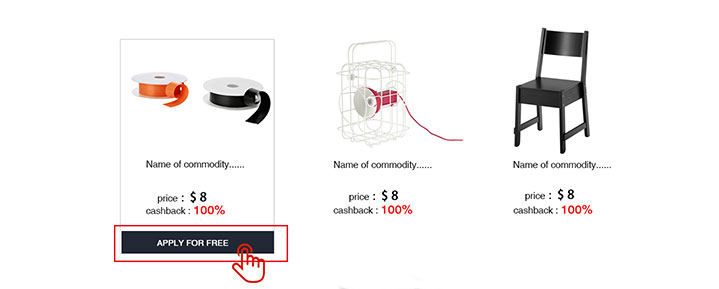 Name of commodity......
price : $ 8
cashback : 100%
APPLY FOR FREE
Name of commodity......
price : $ 8
cashback : 100%
Name of commodity......
price : $ 8
cashback : 100%